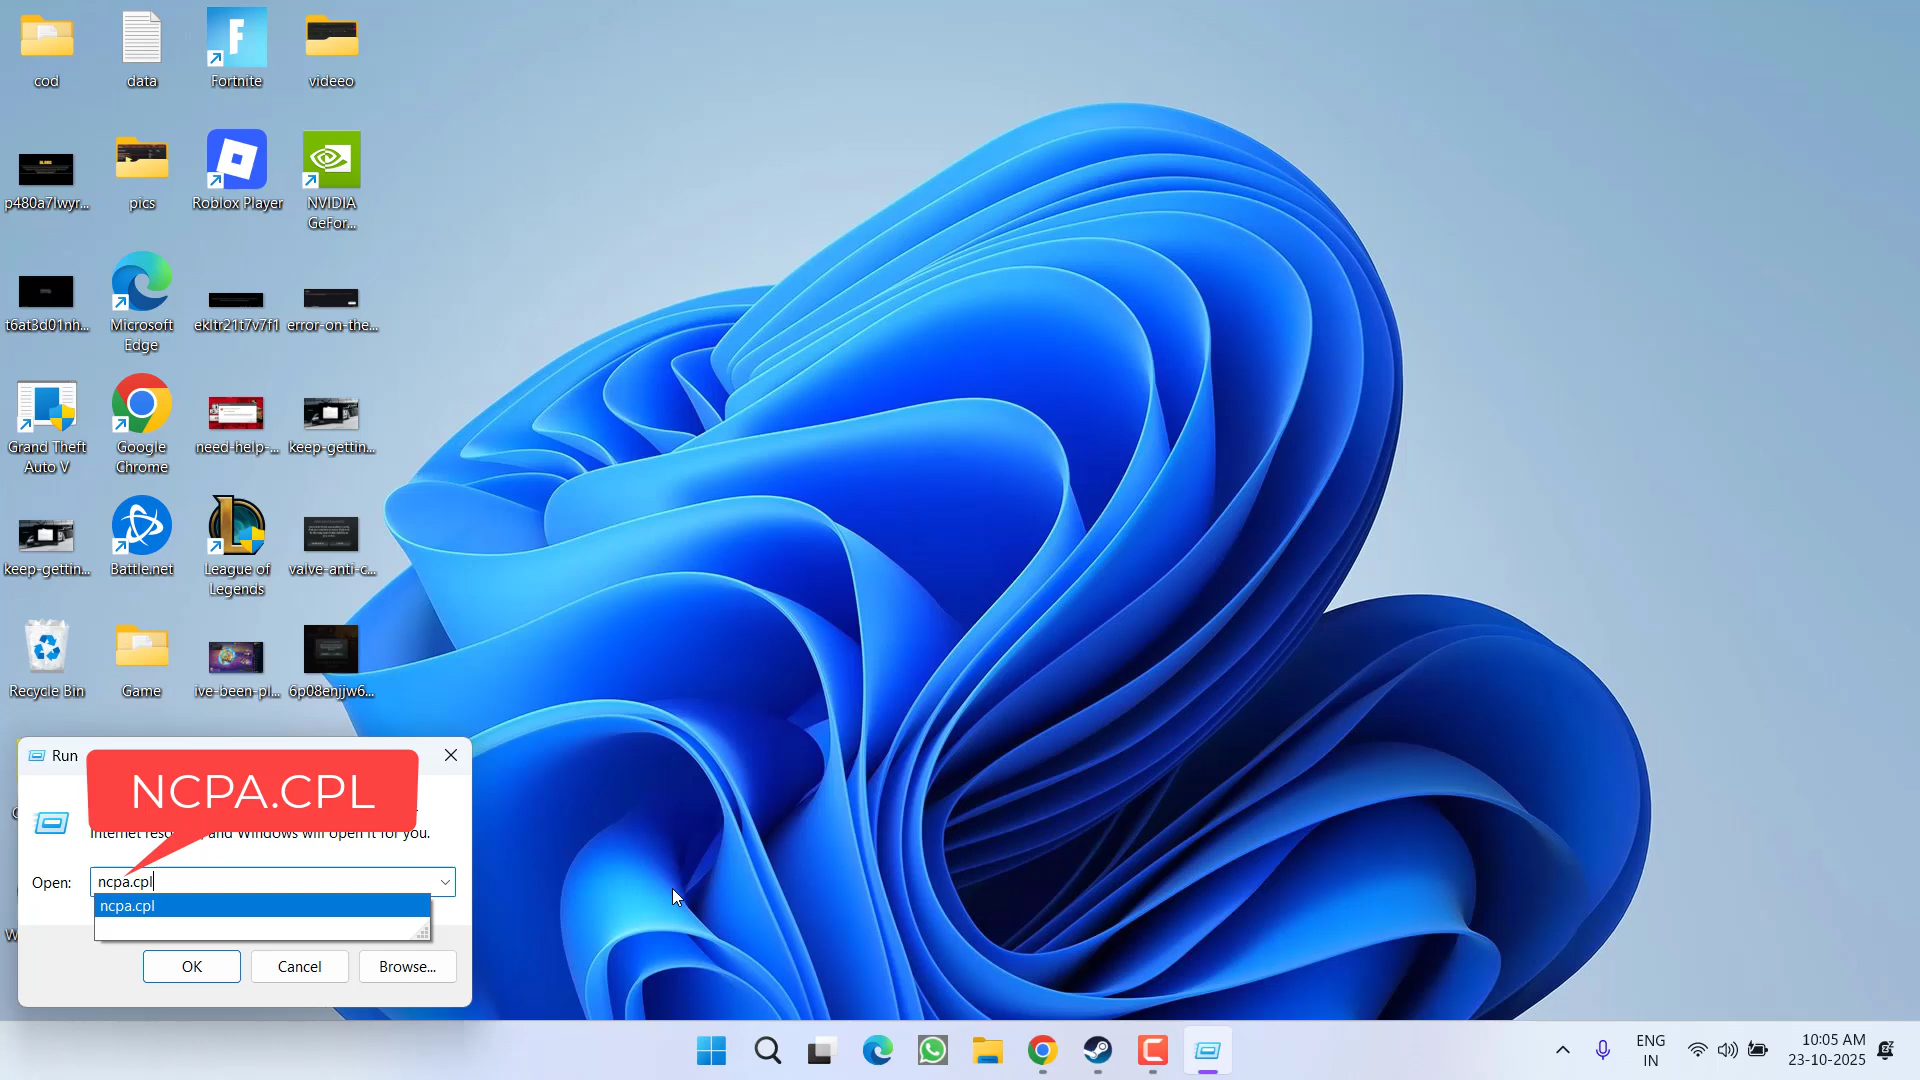 cod
data
Fortnite
videeo
p480a7lwyr...
pics
Roblox Player
NVIDIA
GeFor...
t6at3d01nh...
Microsoft
Edge
ekltr21t7v7f1
error-on-the...
Grand Theft
Auto V
Google
Chrome
need-help-...
keep-gettin...
keep-gettin...
Battle.net
League of
Legends
valve-anti-c...
Recycle Bin
Game
ive-been-pl...
6p08enjjw6...
Run
NCPA.CPL
Internet and Windows will open it for you.
Open:
ncpa.cpl
ncpa.cpl
OK
Cancel
Browse...
ENG
IN
10:05 AM
23-10-2025